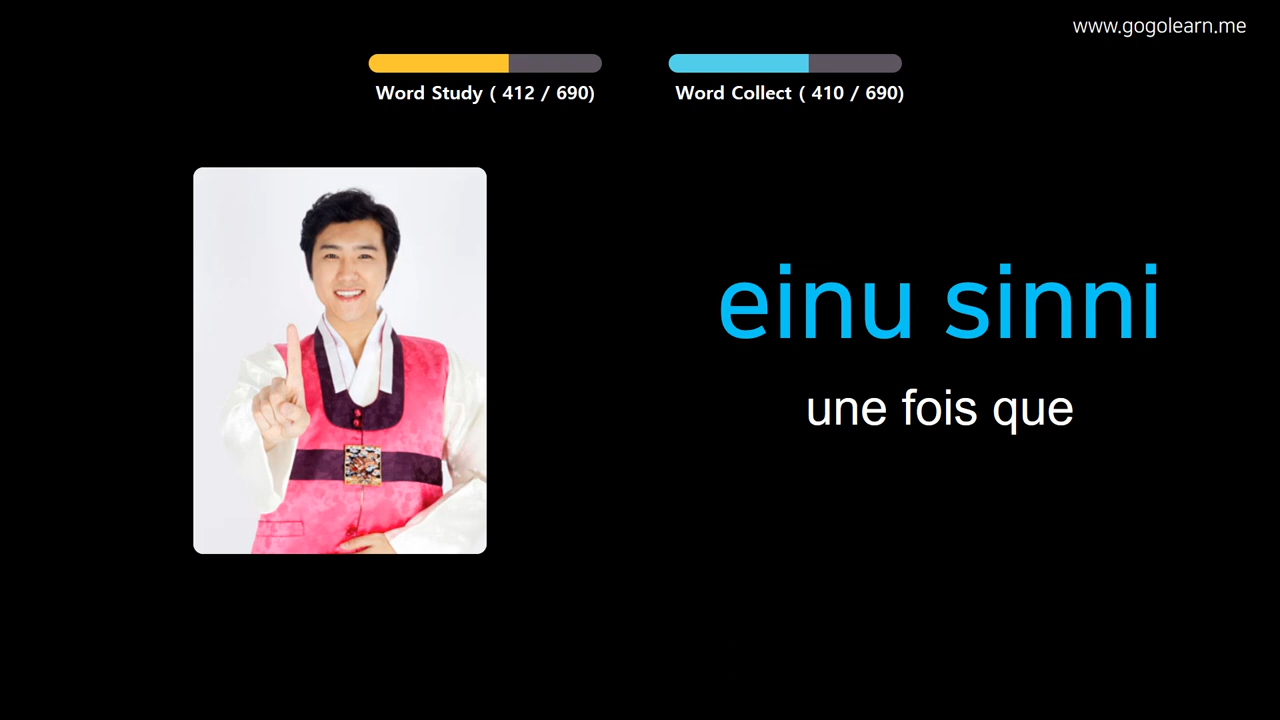 www.gogolearn.me
Word Study ( 412 / 690)
Word Collect ( 410 / 690)
einu sinni
une fois que